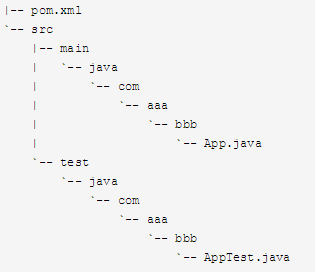 |-- pom.xml
`-- src
    |-- main
    |   `-- java
    |       `-- com
    |           `-- aaa
    |               `-- bbb
    |                   `-- App.java
    `-- test
        `-- java
            `-- com
                `-- aaa
                    `-- bbb
                        `-- AppTest.java